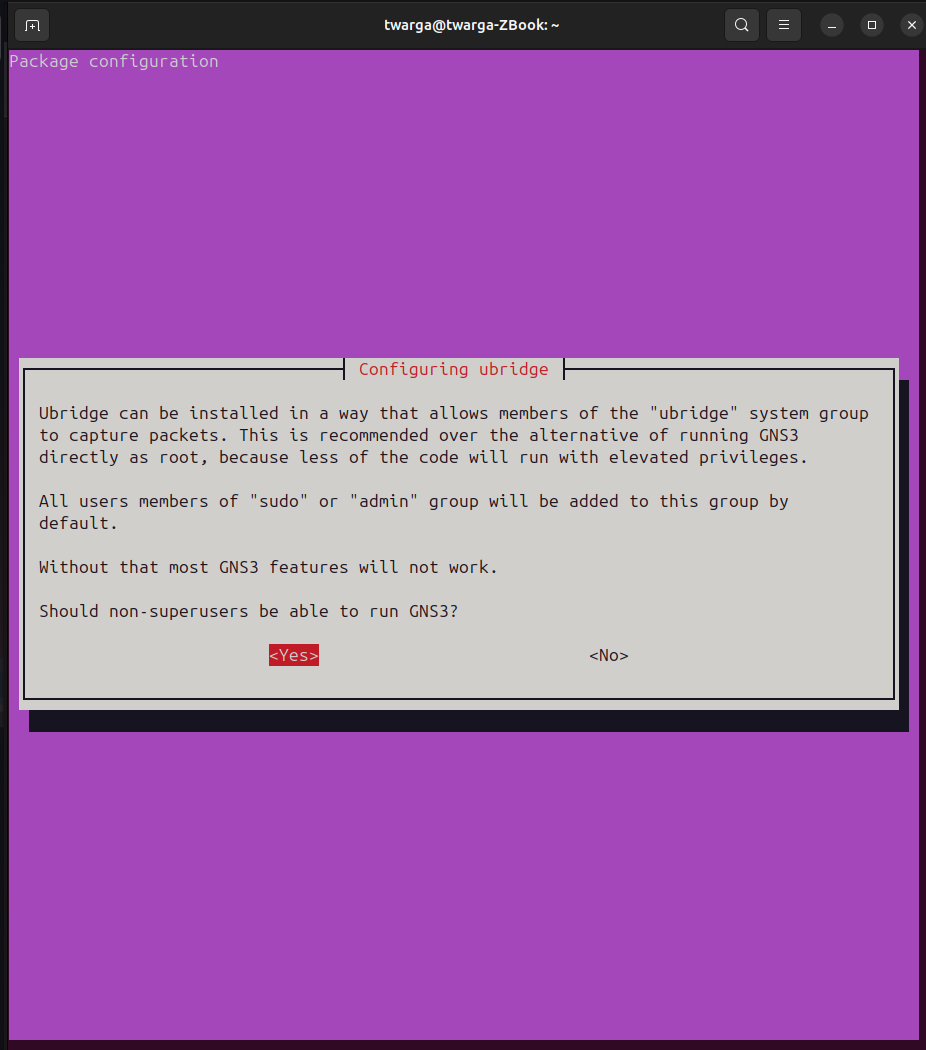 twarga@twarga-ZBook: ~
Package configuration
Configuring ubridge
Ubridge can be installed in a way that allows members of the "ubridge" system group
to capture packets. This is recommended over the alternative of running GNS3
directly as root, because less of the code will run with elevated privileges.
All users members of "sudo" or "admin" group will be added to this group by
default.
Without that most GNS3 features will not work.
Should non-superusers be able to run GNS3?
<Yes> <No>